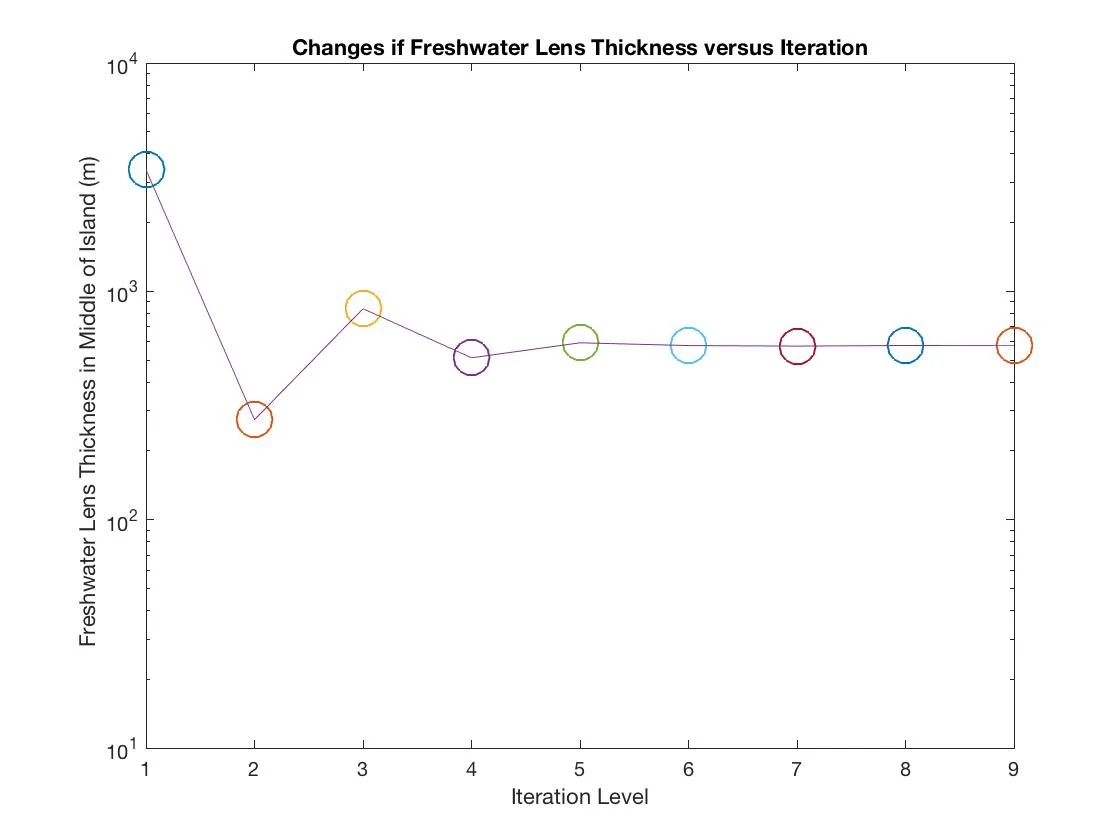 Changes if Freshwater Lens Thickness versus Iteration
Freshwater Lens Thickness in Middle of Island (m)
10^4
10^3
10^2
10^1
1 2 3 4 5 6 7 8 9
Iteration Level